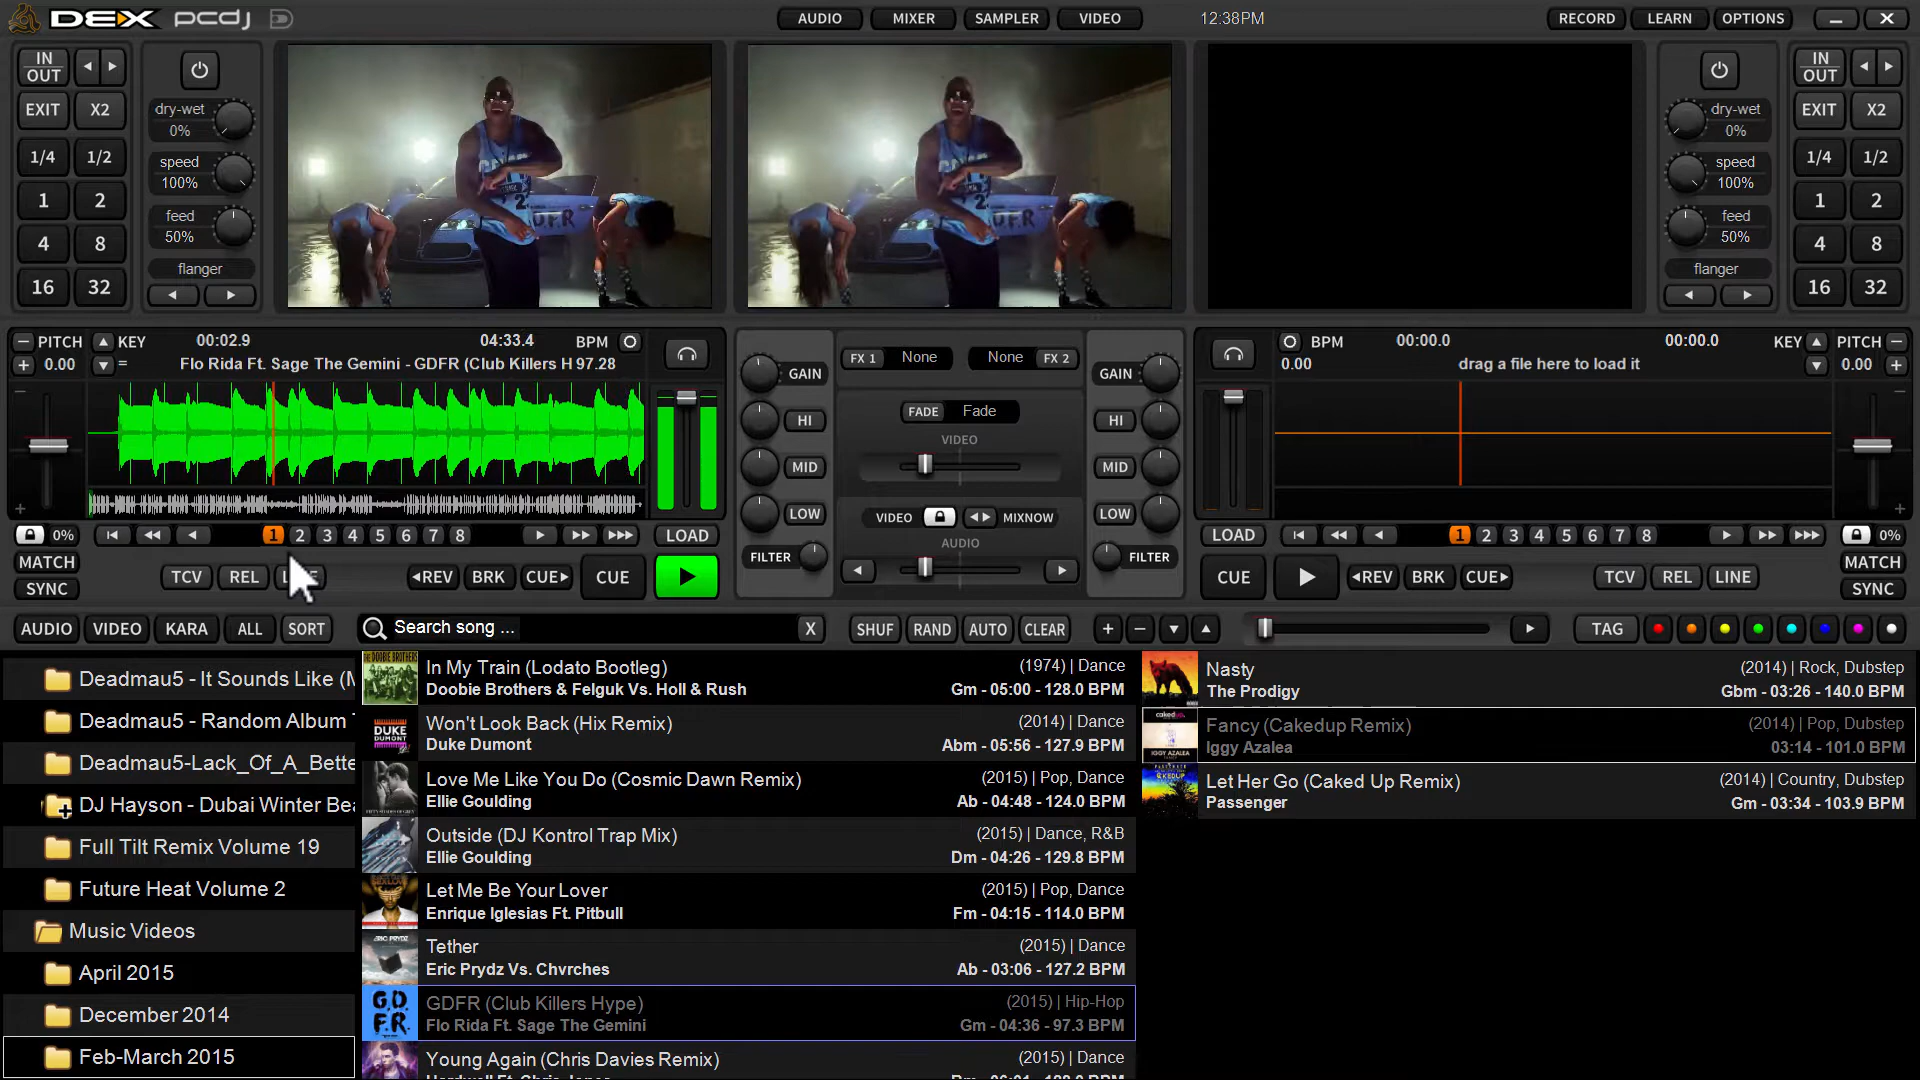 DEX pcdj D
AUDIO MIXER SAMPLER VIDEO 12:38PM RECORD LEARN OPTIONS
IN OUT
EXIT X2
1/4 1/2
1 2
4 8
16 32
dry-wet
0%
speed
100%
feed
50%
flanger
IN OUT
EXIT X2
1/4 1/2
1 2
4 8
16 32
dry-wet
0%
speed
100%
feed
50%
flanger
PITCH KEY 00:02.9 04:33.4 BPM
0.00 = Flo Rida Ft. Sage The Gemini - GDFR (Club Killers H 97.28
0% 1 2 3 4 5 6 7 8 LOAD
MATCH
SYNC
TCV REL REV BRK CUE CUE
GAIN
HI
MID
LOW
FILTER
FX 1 None None FX 2
FADE Fade
VIDEO
VIDEO MIXNOW
AUDIO
GAIN
HI
MID
LOW
FILTER
BPM 00:00.0 00:00.0 KEY PITCH
0.00 drag a file here to load it 0.00
LOAD 1 2 3 4 5 6 7 8 0%
MATCH
SYNC
CUE REV BRK CUE TCV REL LINE
AUDIO VIDEO KARA ALL SORT Search song ... X SHUF RAND AUTO CLEAR + − TAG
Deadmau5 - It Sounds Like (
Deadmau5 - Random Album
Deadmau5-Lack_Of_A_Bette
DJ Hayson - Dubai Winter Bea
Full Tilt Remix Volume 19
Future Heat Volume 2
Music Videos
April 2015
December 2014
Feb-March 2015
In My Train (Lodato Bootleg) (1974) | Dance
Doobie Brothers & Felguk Vs. Holl & Rush Gm - 05:00 - 128.0 BPM
Won't Look Back (Hix Remix) (2014) | Dance
Duke Dumont Abm - 05:56 - 127.9 BPM
Love Me Like You Do (Cosmic Dawn Remix) (2015) | Pop, Dance
Ellie Goulding Ab - 04:48 - 124.0 BPM
Outside (DJ Kontrol Trap Mix) (2015) | Dance, R&B
Ellie Goulding Dm - 04:26 - 129.8 BPM
Let Me Be Your Lover (2015) | Pop, Dance
Enrique Iglesias Ft. Pitbull Fm - 04:15 - 114.0 BPM
Tether (2015) | Dance
Eric Prydz Vs. Chvrches Ab - 03:06 - 127.2 BPM
GDFR (Club Killers Hype) (2015) | Hip-Hop
Flo Rida Ft. Sage The Gemini Gm - 04:36 - 97.3 BPM
Young Again (Chris Davies Remix) (2015) | Dance
Nasty (2014) | Rock, Dubstep
The Prodigy Gbm - 03:26 - 140.0 BPM
Fancy (Cakedup Remix) (2014) | Pop, Dubstep
Iggy Azalea 03:14 - 101.0 BPM
Let Her Go (Caked Up Remix) (2014) | Country, Dubstep
Passenger Gm - 03:34 - 103.9 BPM